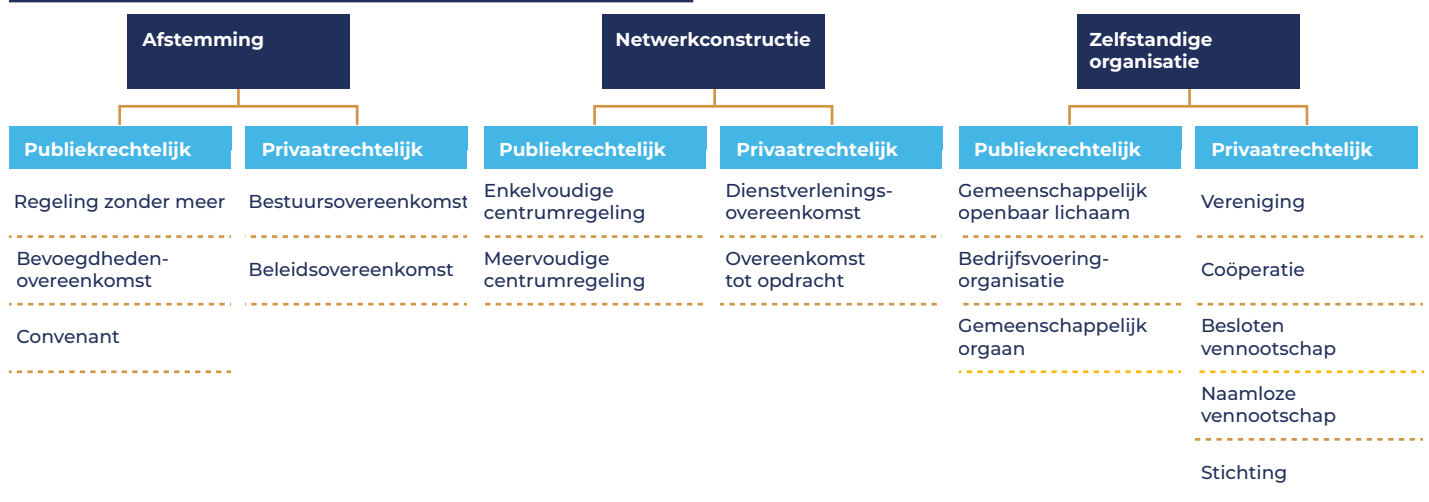 Afstemming
Publiekrechtelijk
Regeling zonder meer
Bevoegdheden-
overeenkomst
Convenant
Privaatrechtelijk
Bestuursovereenkomst
Beleidsovereenkomst
Netwerkconstructie
Publiekrechtelijk
Enkelvoudige
centrumregeling
Meervoudige
centrumregeling
Privaatrechtelijk
Dienstverlenings-
overeenkomst
Overeenkomst
tot opdracht
Zelfstandige
organisatie
Publiekrechtelijk
Gemeenschappelijk
openbaar lichaam
Bedrijfsvoering-
organisatie
Gemeenschappelijk
orgaan
Privaatrechtelijk
Vereniging
Coöperatie
Besloten
vennootschap
Naamloze
vennootschap
Stichting